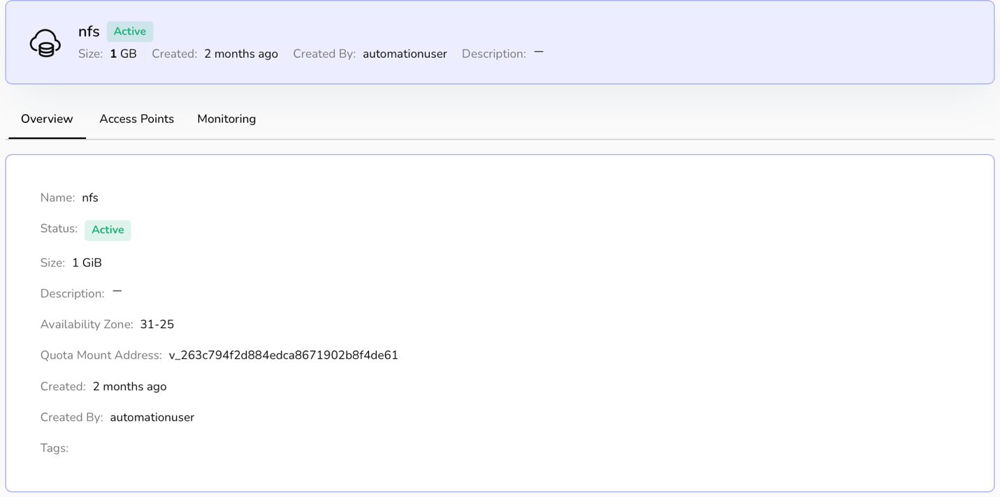 nfs Active
Size: 1 GB Created: 2 months ago Created By: automationuser Description: —
Overview Access Points Monitoring
Name: nfs
Status: Active
Size: 1 GiB
Description: —
Availability Zone: 31-25
Quota Mount Address: v_263c794f2d884edca8671902b8f4de61
Created: 2 months ago
Created By: automationuser
Tags: